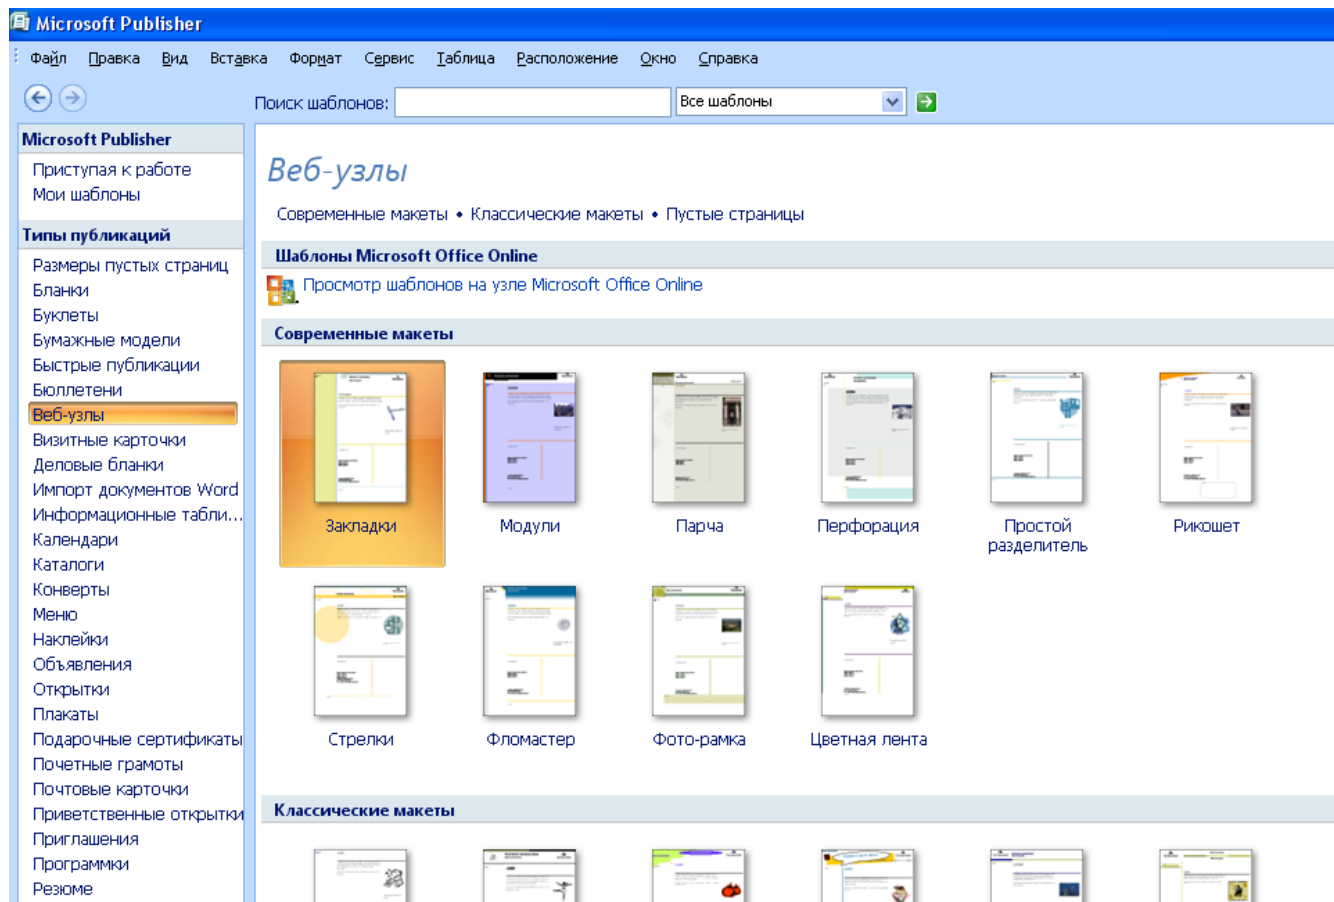 Microsoft Publisher
Файл Правка Вид Вставка Формат Сервис Таблица Расположение Окно Справка
Поиск шаблонов: Все шаблоны
Microsoft Publisher
Приступая к работе
Мои шаблоны
Типы публикаций
Размеры пустых страниц
Бланки
Буклеты
Бумажные модели
Быстрые публикации
Бюллетени
Веб-узлы
Визитные карточки
Деловые бланки
Импорт документов Word
Информационные табли...
Календари
Каталоги
Конверты
Меню
Наклейки
Объявления
Открытки
Плакаты
Подарочные сертификаты
Почетные грамоты
Почтовые карточки
Приветственные открытки
Приглашения
Программки
Резюме
Веб-узлы
Современные макеты • Классические макеты • Пустые страницы
Шаблоны Microsoft Office Online
Просмотр шаблонов на узле Microsoft Office Online
Современные макеты
Закладки Модули Парча Перфорация Простой Рикошет
разделитель
Стрелки Фломастер Фото-рамка Цветная лента
Классические макеты